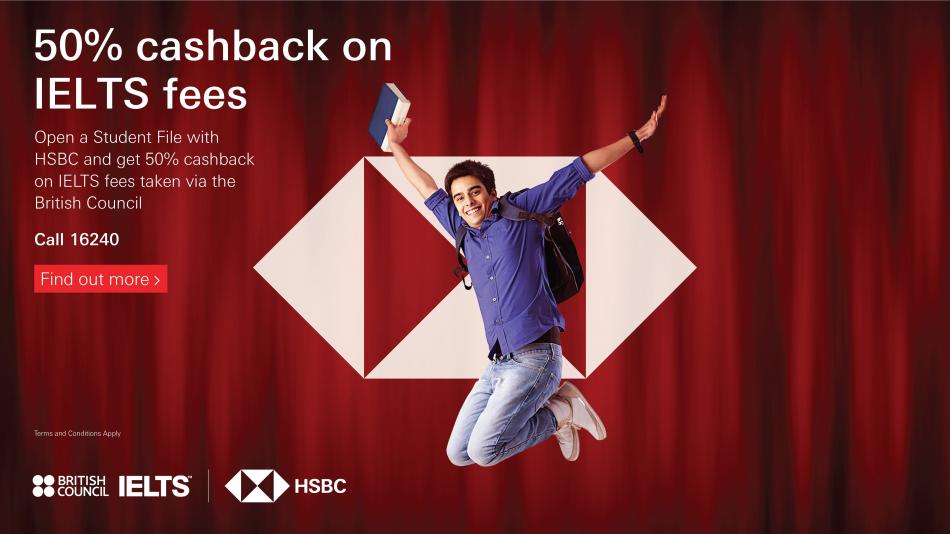 50% cashback on
IELTS fees
Open a Student File with
HSBC and get 50% cashback
on IELTS fees taken via the
British Council
Call 16240
Find out more >
Terms and Conditions Apply
BRITISH
COUNCIL
IELTS™
HSBC